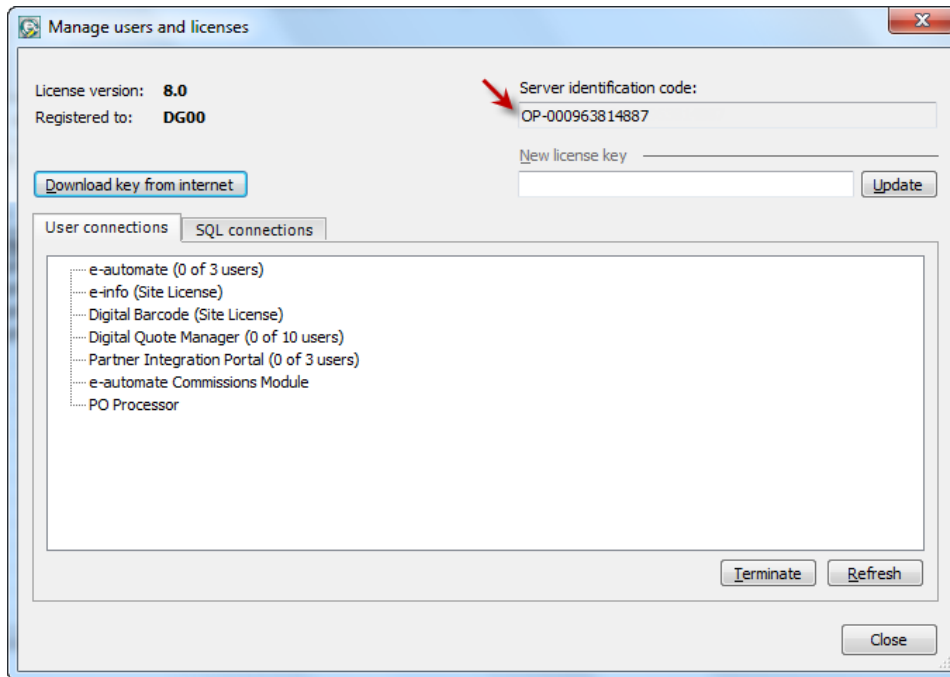 Manage users and licenses
License version: 8.0
Server identification code:
Registered to: DG00
OP-000963814887
New license key
Download key from internet
Update
User connections
SQL connections
e-automate (0 of 3 users)
e-info (Site License)
Digital Barcode (Site License)
Digital Quote Manager (0 of 10 users)
Partner Integration Portal (0 of 3 users)
e-automate Commissions Module
PO Processor
Terminate
Refresh
Close